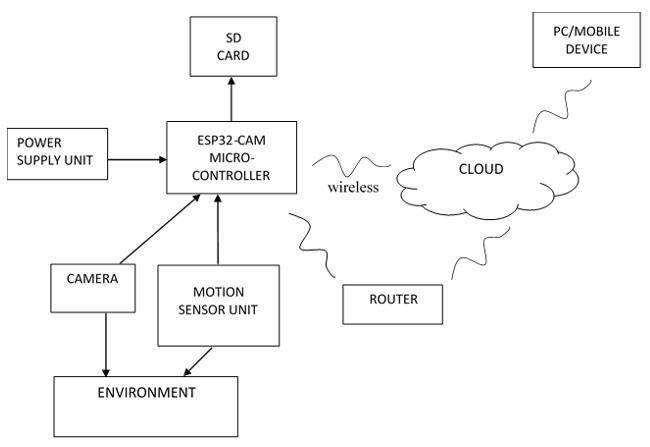 SD
CARD
PC/MOBILE
DEVICE
POWER
SUPPLY UNIT
ESP32-CAM
MICRO-
CONTROLLER
wireless
CLOUD
CAMERA
MOTION
SENSOR UNIT
ROUTER
ENVIRONMENT